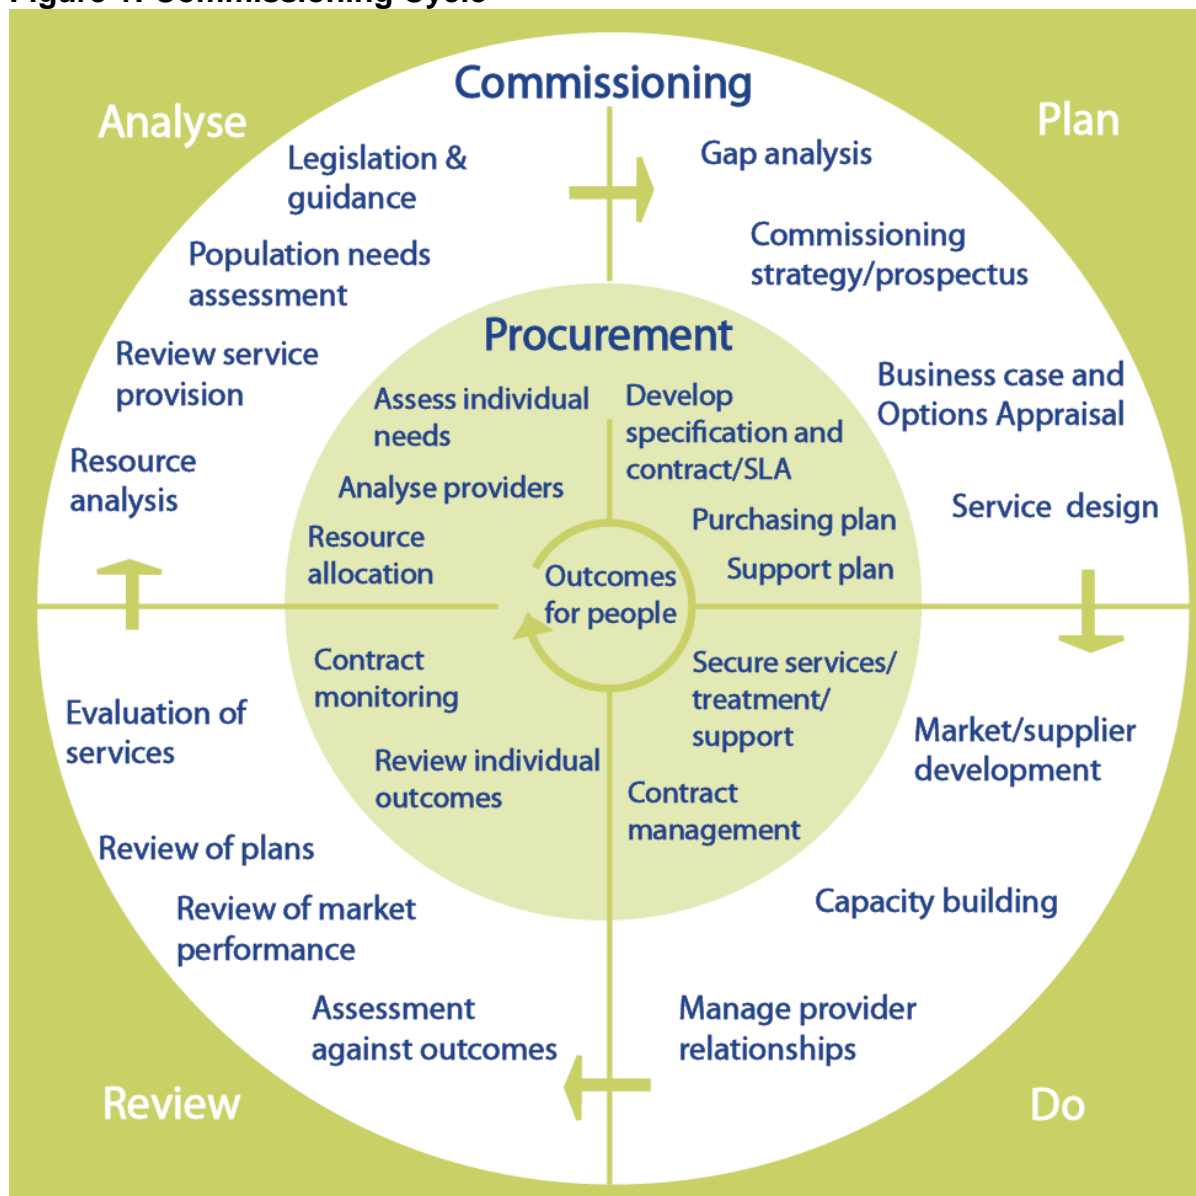 Figure 1: Commissioning Cycle
Commissioning
Analyse
Plan
Legislation &
guidance
Population needs
assessment
Review service
provision
Resource
analysis
Gap analysis
Commissioning
strategy/prospectus
Business case and
Options Appraisal
Service design
Procurement
Assess individual
needs
Analyse providers
Resource
allocation
Develop
specification and
contract/SLA
Purchasing plan
Support plan
Outcomes
for people
Contract
monitoring
Review individual
outcomes
Secure services/
treatment/
support
Contract
management
Evaluation of
services
Review of plans
Review of market
performance
Assessment
against outcomes
Market/supplier
development
Capacity building
Manage provider
relationships
Review
Do